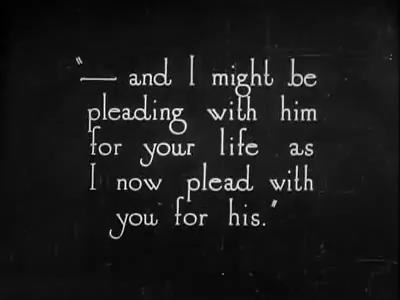 "— and I might be
pleading with him
for your life as
I now plead with
you for his."